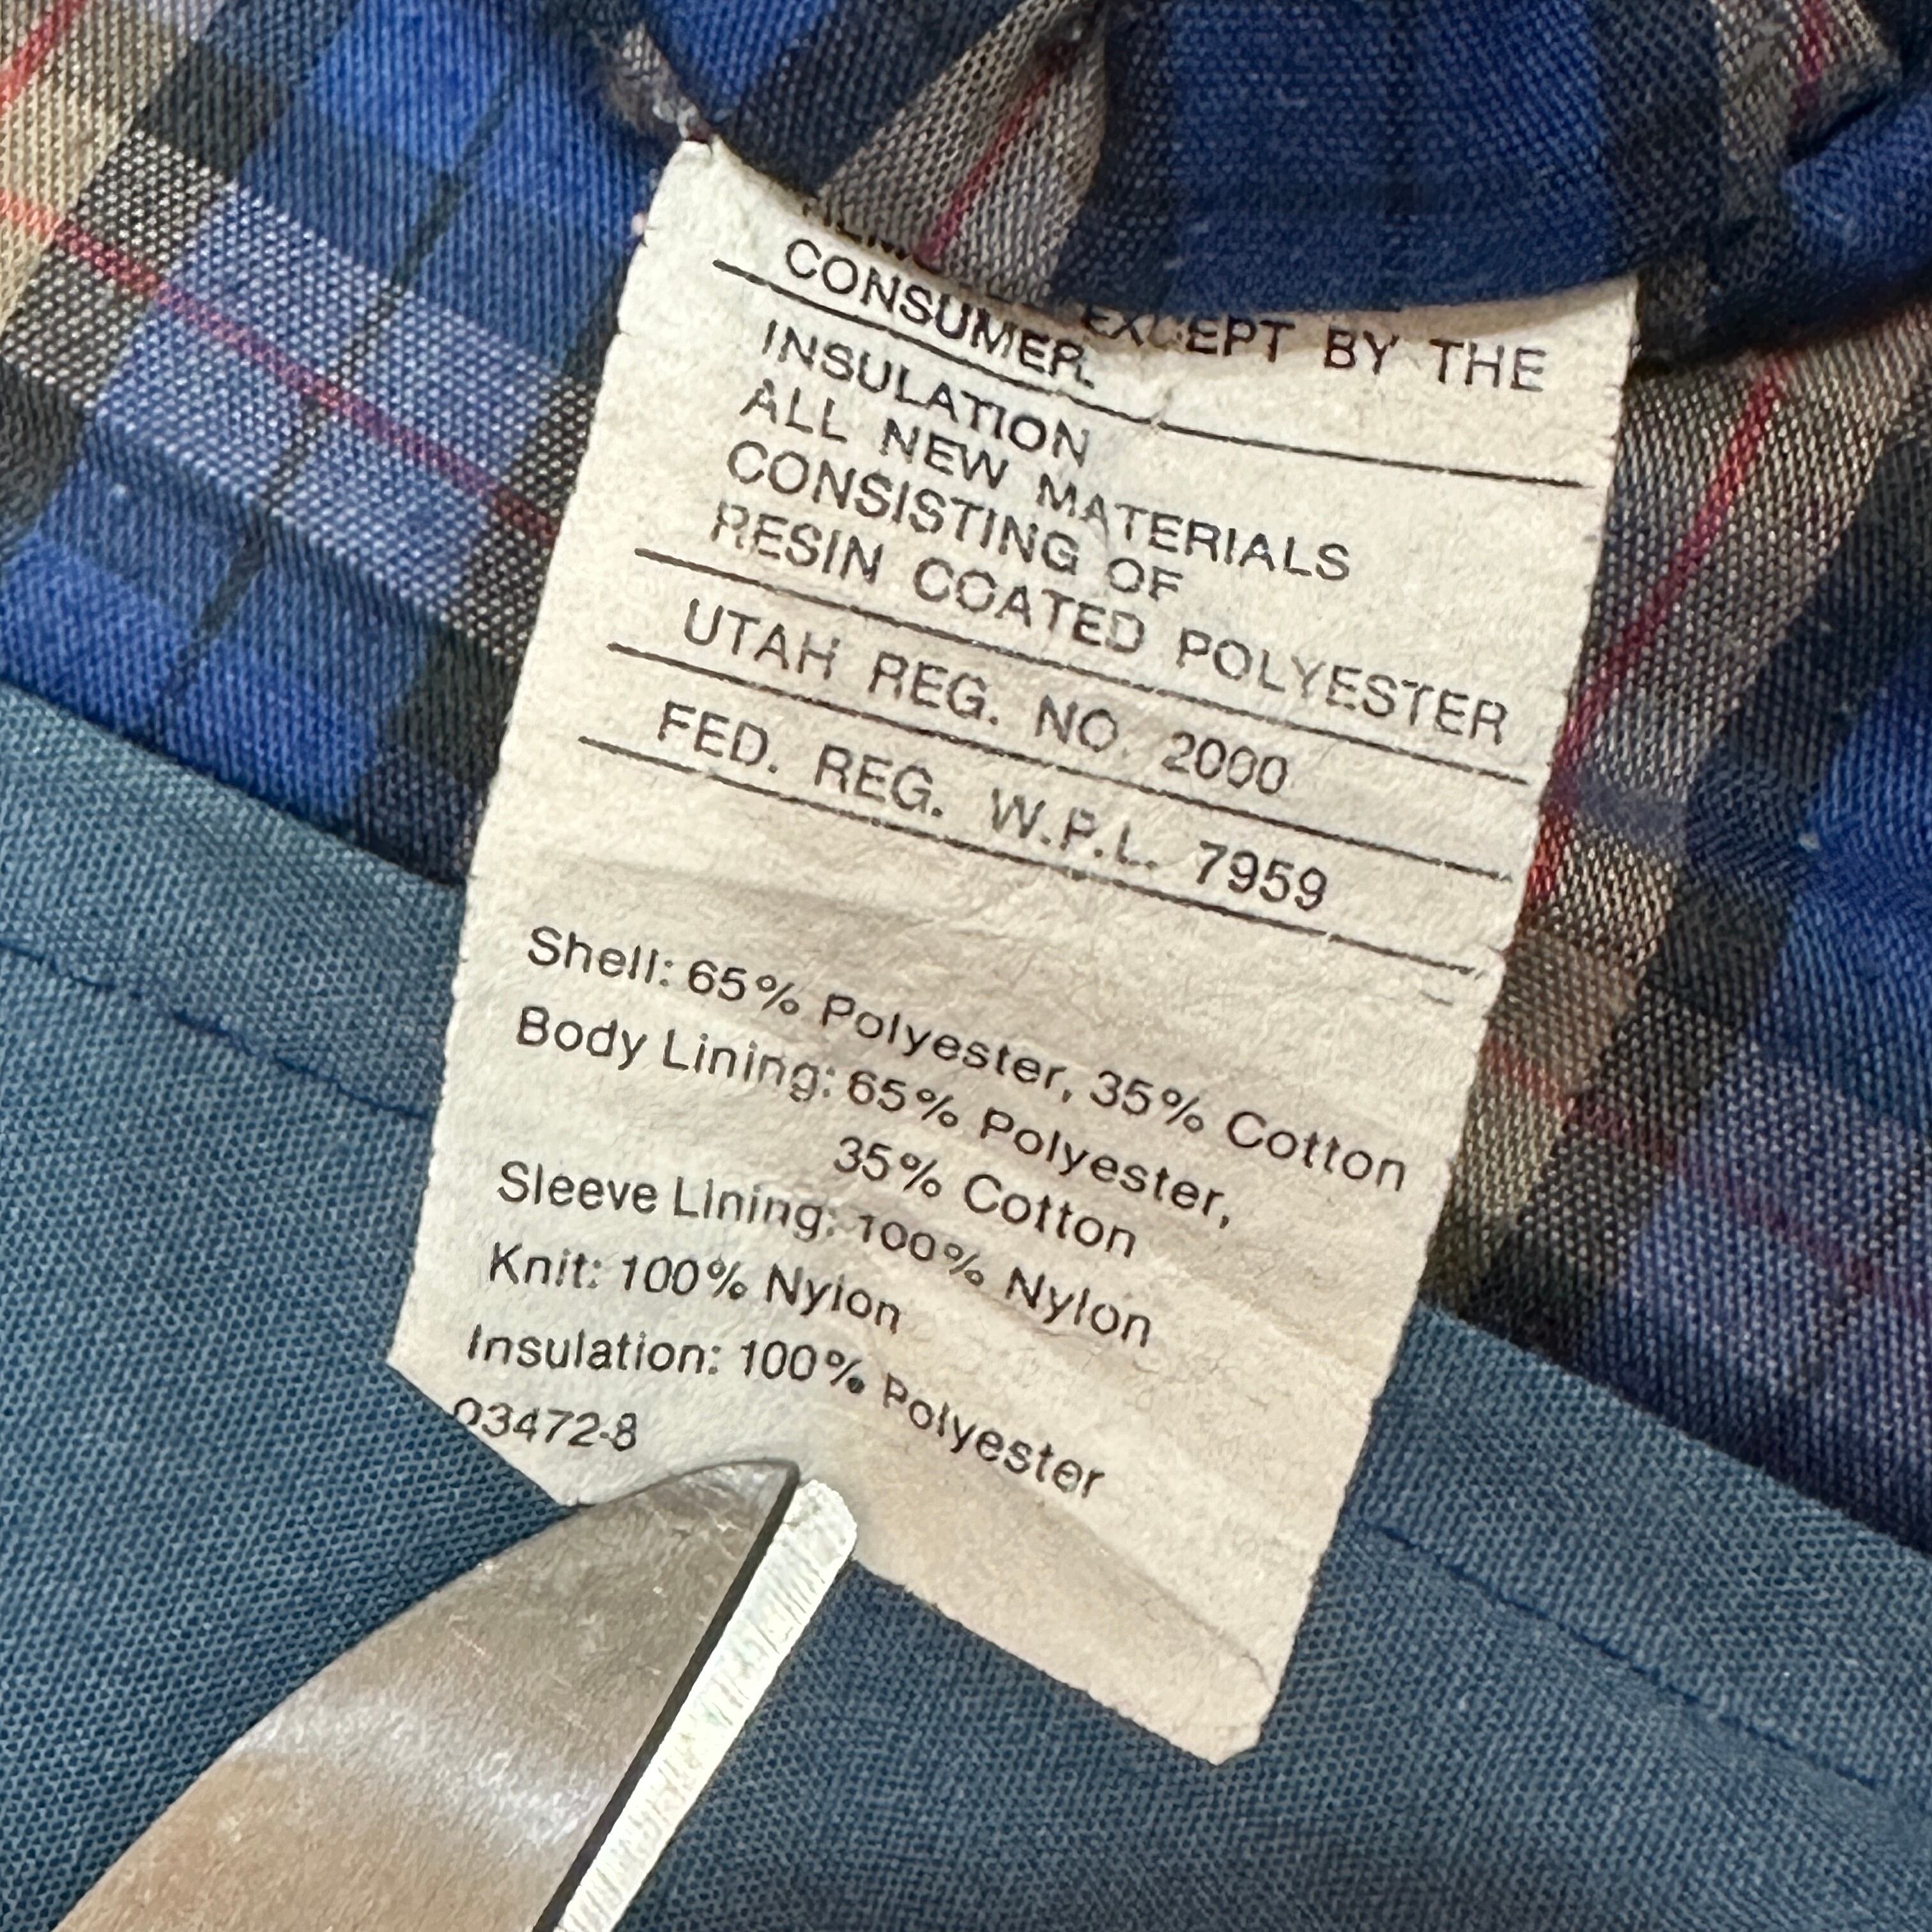 EXCEPT BY THE
CONSUMER.
INSULATION
ALL NEW MATERIALS
CONSISTING OF
RESIN COATED POLYESTER
UTAH REG. NO. 2000
FED. REG. W.P.L. 7959
Shell: 65% Polyester, 35% Cotton
Body Lining: 65% Polyester,
35% Cotton
Sleeve Lining: 100% Nylon
Knit: 100% Nylon
Insulation: 100% Polyester
03472-8